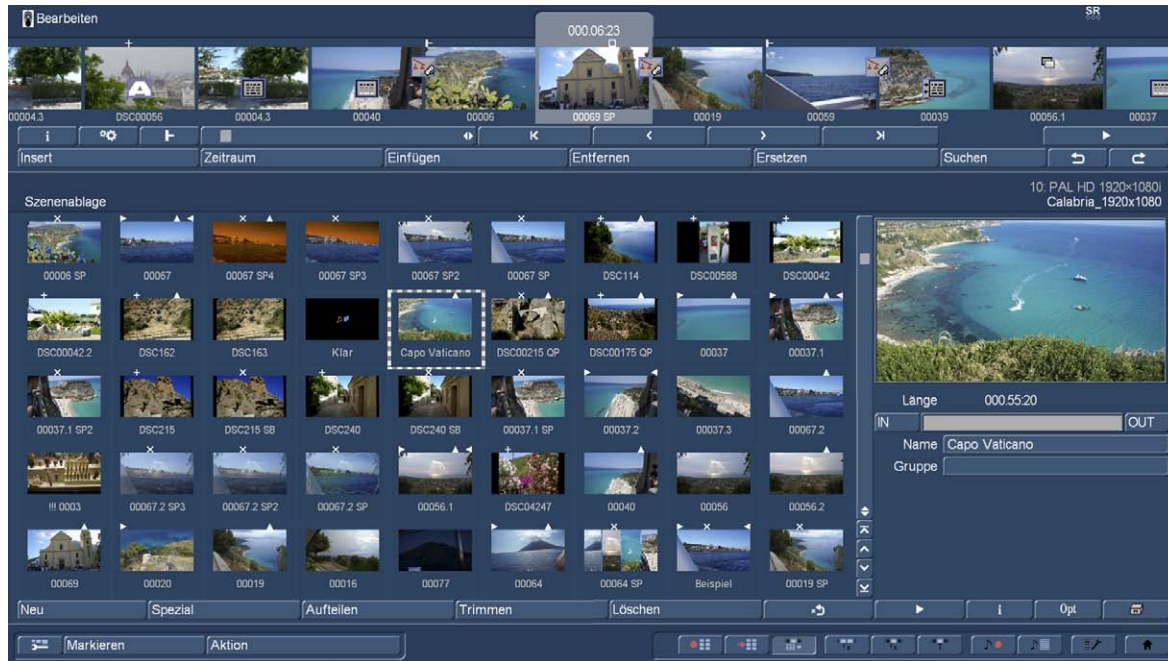 Bearbeiten
SR
000.06:23
00004.3 DSC00056 00004.3 00040 00006 00069 SP 00019 00059 00039 00056.1 00037
Insert Zeitraum Einfügen Entfernen Ersetzen Suchen
10: PAL HD 1920×1080i
Szenenablage Calabria_1920x1080
00006 SP 00067 00067 SP4 00067 SP3 00067 SP2 00067 SP DSC114 DSC00588 DSC00042
DSC00042.2 DSC162 DSC163 Klar Capo Vaticano DSC00215 QP DSC00175 QP 00037 00037.1
Länge 000.55:20
IN OUT
00037.1 SP2 DSC215 DSC215 SB DSC240 DSC240 SB 00037.1 SP 00037.2 00037.3 00067.2
Name Capo Vaticano
Gruppe
!!! 0003 00067.2 SP3 00067.2 SP2 00067.2 SP 00056.1 DSC04247 00040 00056 00056.2
00069 00020 00019 00016 00077 00064 00064 SP Beispiel 00019 SP
Neu Spezial Aufteilen Trimmen Löschen i Opt
Markieren Aktion